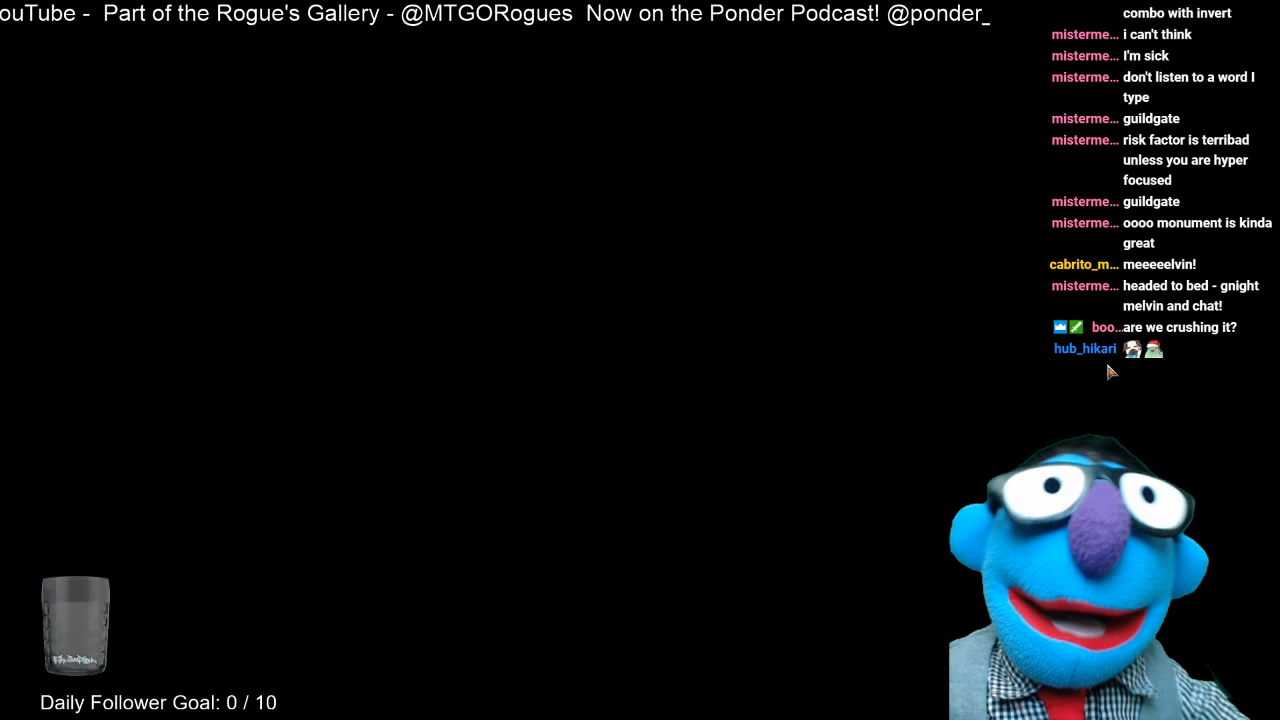 ouTube -  Part of the Rogue's Gallery - @MTGORogues  Now on the Ponder Podcast! @ponder_
combo with invert
misterme... i can't think
misterme... I'm sick
misterme... don't listen to a word I
type
misterme... guildgate
misterme... risk factor is terribad
unless you are hyper
focused
misterme... guildgate
misterme... oooo monument is kinda
great
cabrito_m... meeeeelvin!
misterme... headed to bed - gnight
melvin and chat!
boo... are we crushing it?
hub_hikari
Daily Follower Goal: 0 / 10